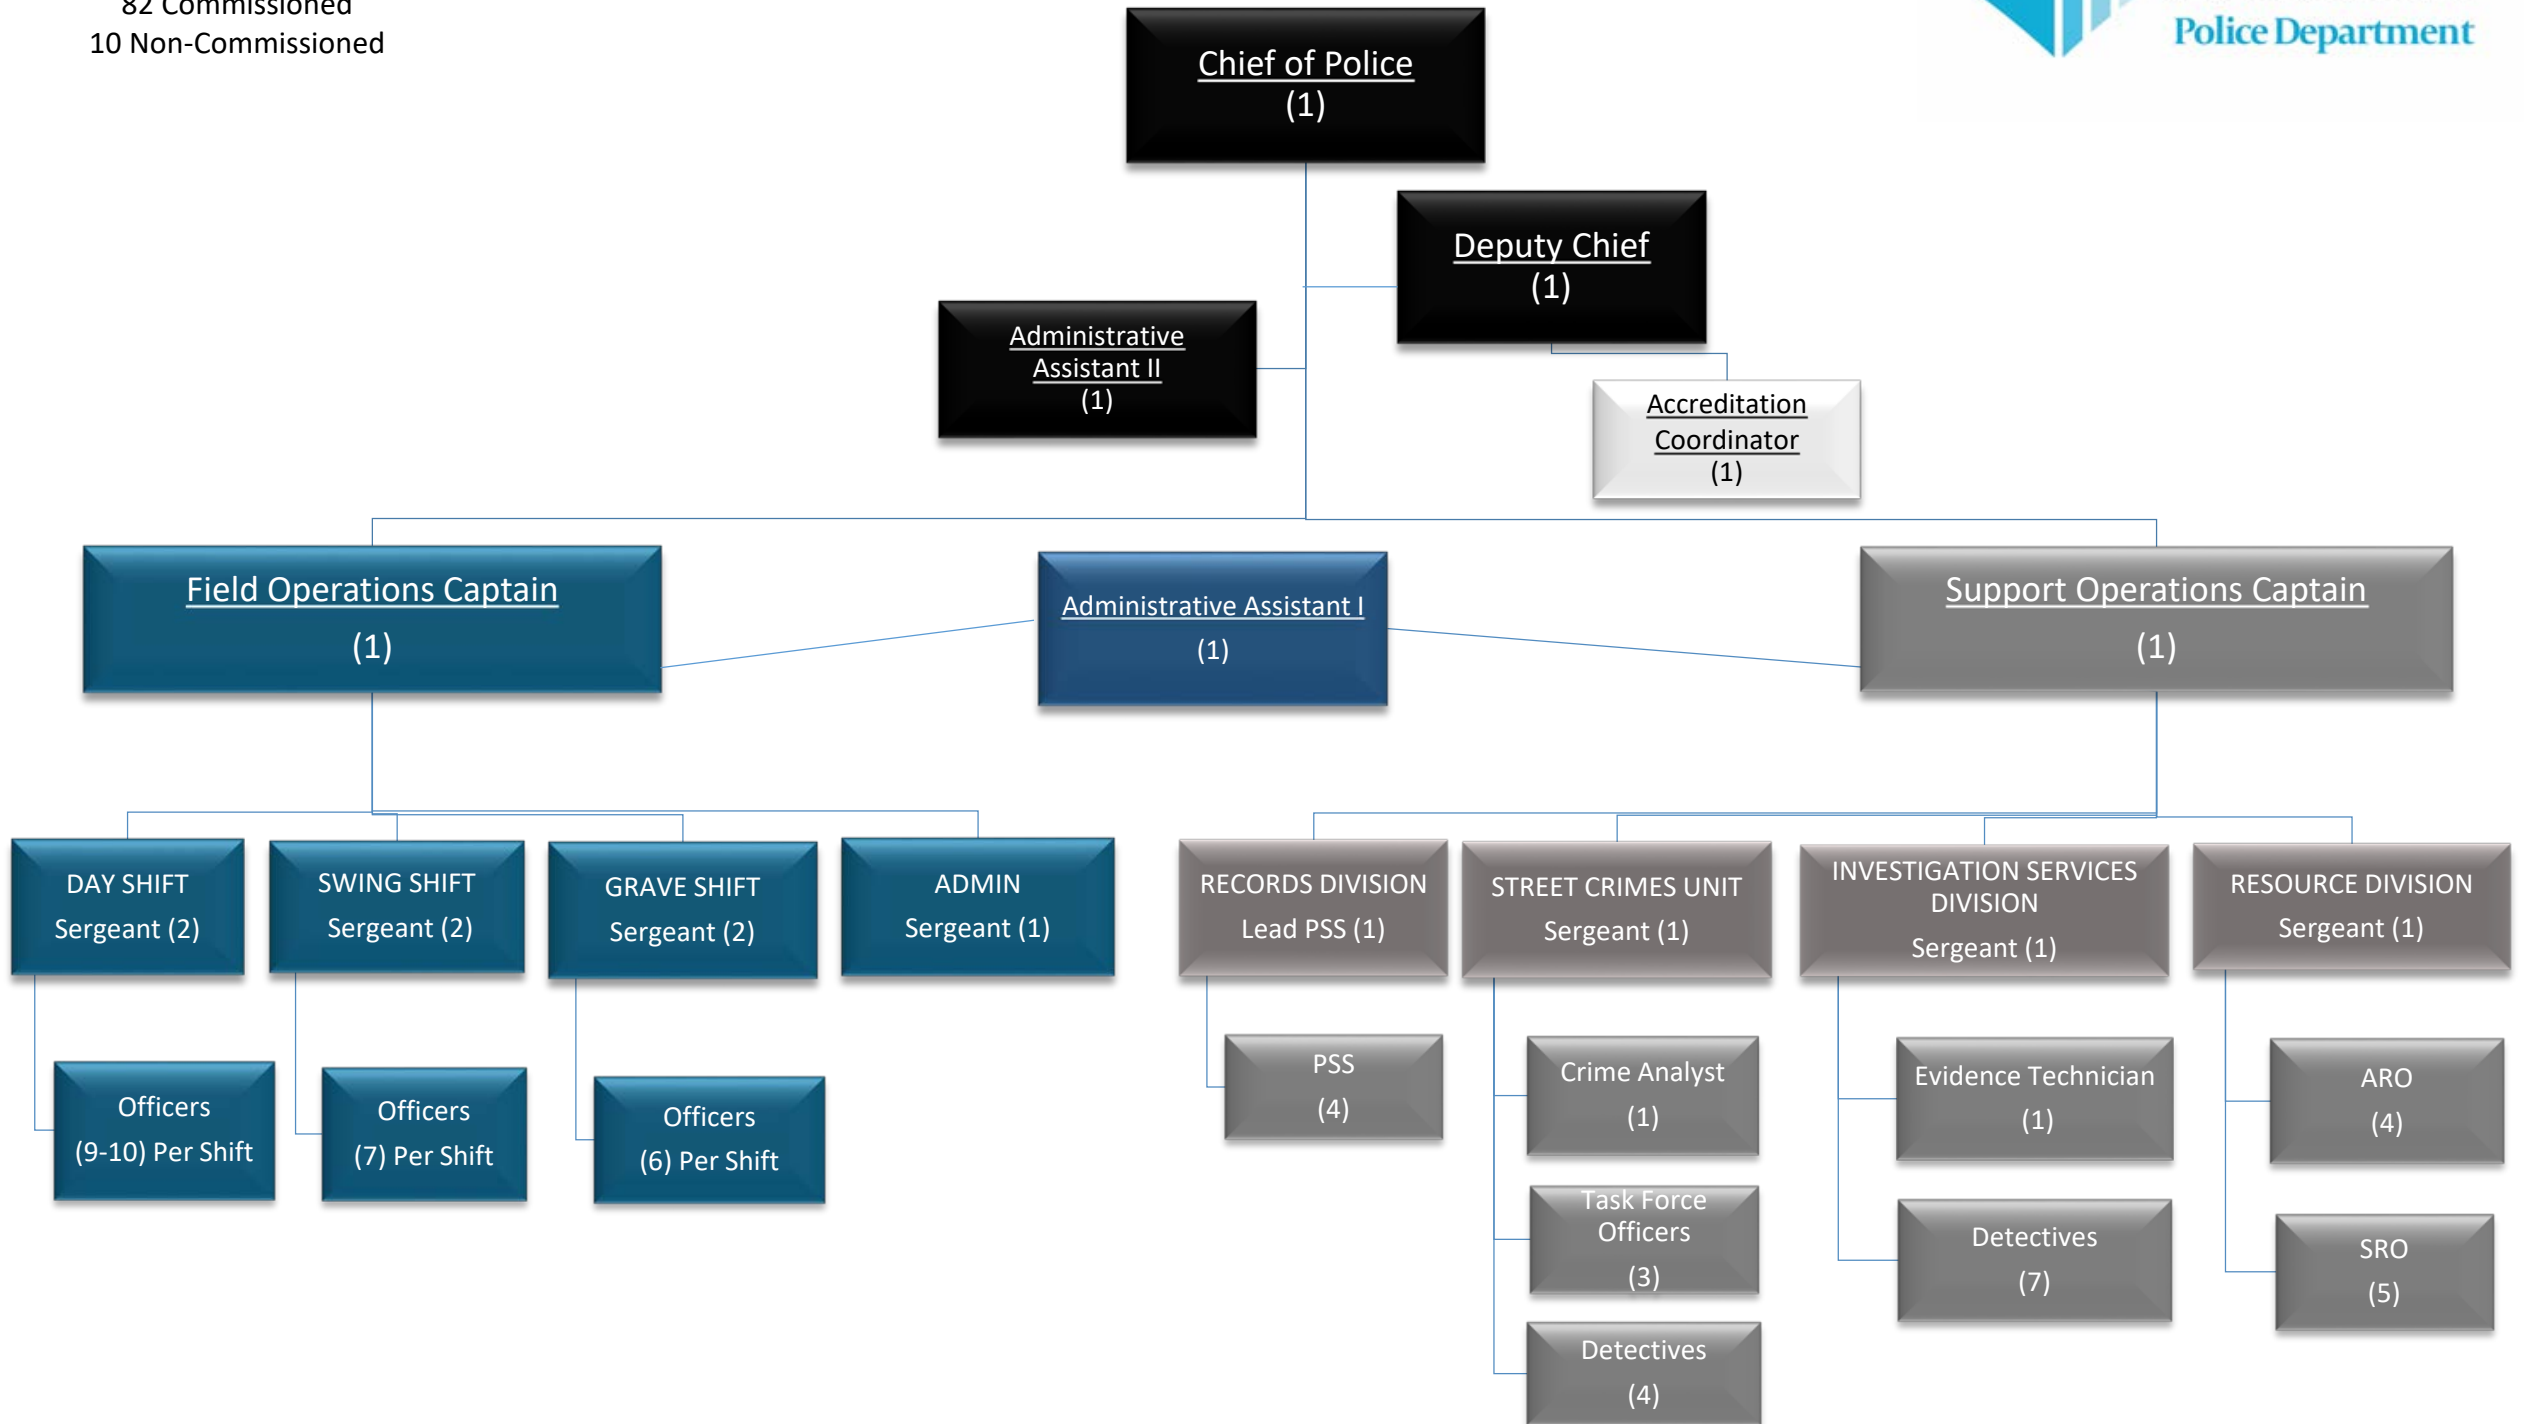 82 Commissioned
10 Non-Commissioned
Police Department
Chief of Police
(1)
Deputy Chief
(1)
Administrative
Assistant II
(1)
Accreditation
Coordinator
(1)
Field Operations Captain
(1)
Administrative Assistant I
(1)
Support Operations Captain
(1)
DAY SHIFT
Sergeant (2)
SWING SHIFT
Sergeant (2)
GRAVE SHIFT
Sergeant (2)
ADMIN
Sergeant (1)
RECORDS DIVISION
Lead PSS (1)
STREET CRIMES UNIT
Sergeant (1)
INVESTIGATION SERVICES
DIVISION
Sergeant (1)
RESOURCE DIVISION
Sergeant (1)
Officers
(9-10) Per Shift
Officers
(7) Per Shift
Officers
(6) Per Shift
PSS
(4)
Crime Analyst
(1)
Task Force
Officers
(3)
Detectives
(4)
Evidence Technician
(1)
Detectives
(7)
ARO
(4)
SRO
(5)